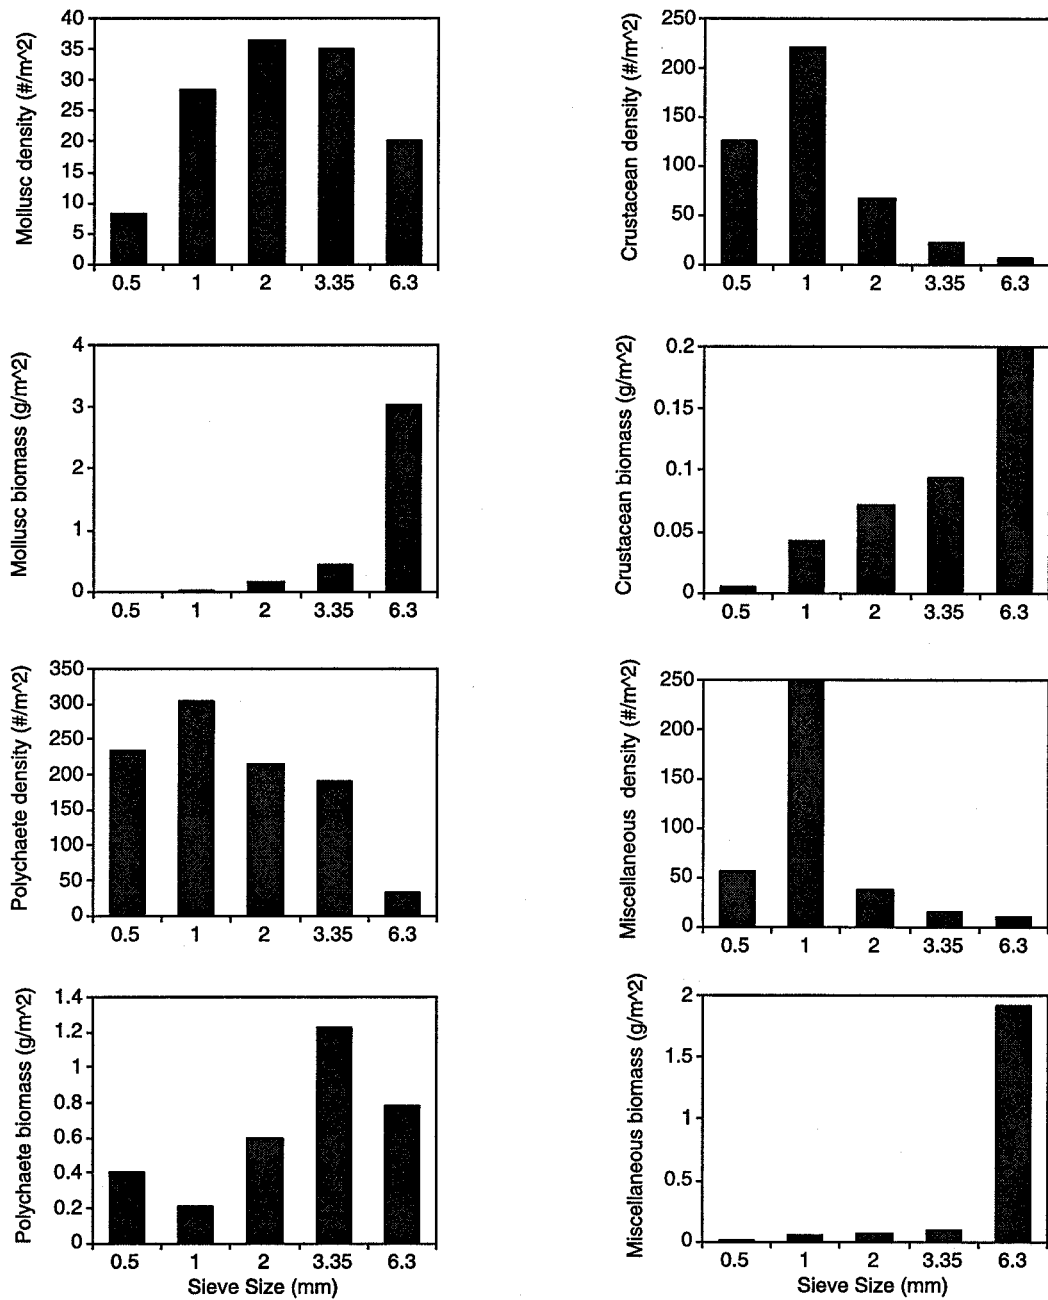 Mollusc density (#/m^2)
40
35
30
25
20
15
10
5
0
0.5 1 2 3.35 6.3
Crustacean density (#/m^2)
250
200
150
100
50
0
0.5 1 2 3.35 6.3
Mollusc biomass (g/m^2)
4
3
2
1
0
0.5 1 2 3.35 6.3
Crustacean biomass (g/m^2)
0.2
0.15
0.1
0.05
0
0.5 1 2 3.35 6.3
Polychaete density (#/m^2)
350
300
250
200
150
100
50
0
0.5 1 2 3.35 6.3
Miscellaneous density (#/m^2)
250
200
150
100
50
0
0.5 1 2 3.35 6.3
Polychaete biomass (g/m^2)
1.4
1.2
1
0.8
0.6
0.4
0.2
0
0.5 1 2 3.35 6.3
Sieve Size (mm)
Miscellaneous biomass (g/m^2)
2
1.5
1
0.5
0
0.5 1 2 3.35 6.3
Sieve Size (mm)